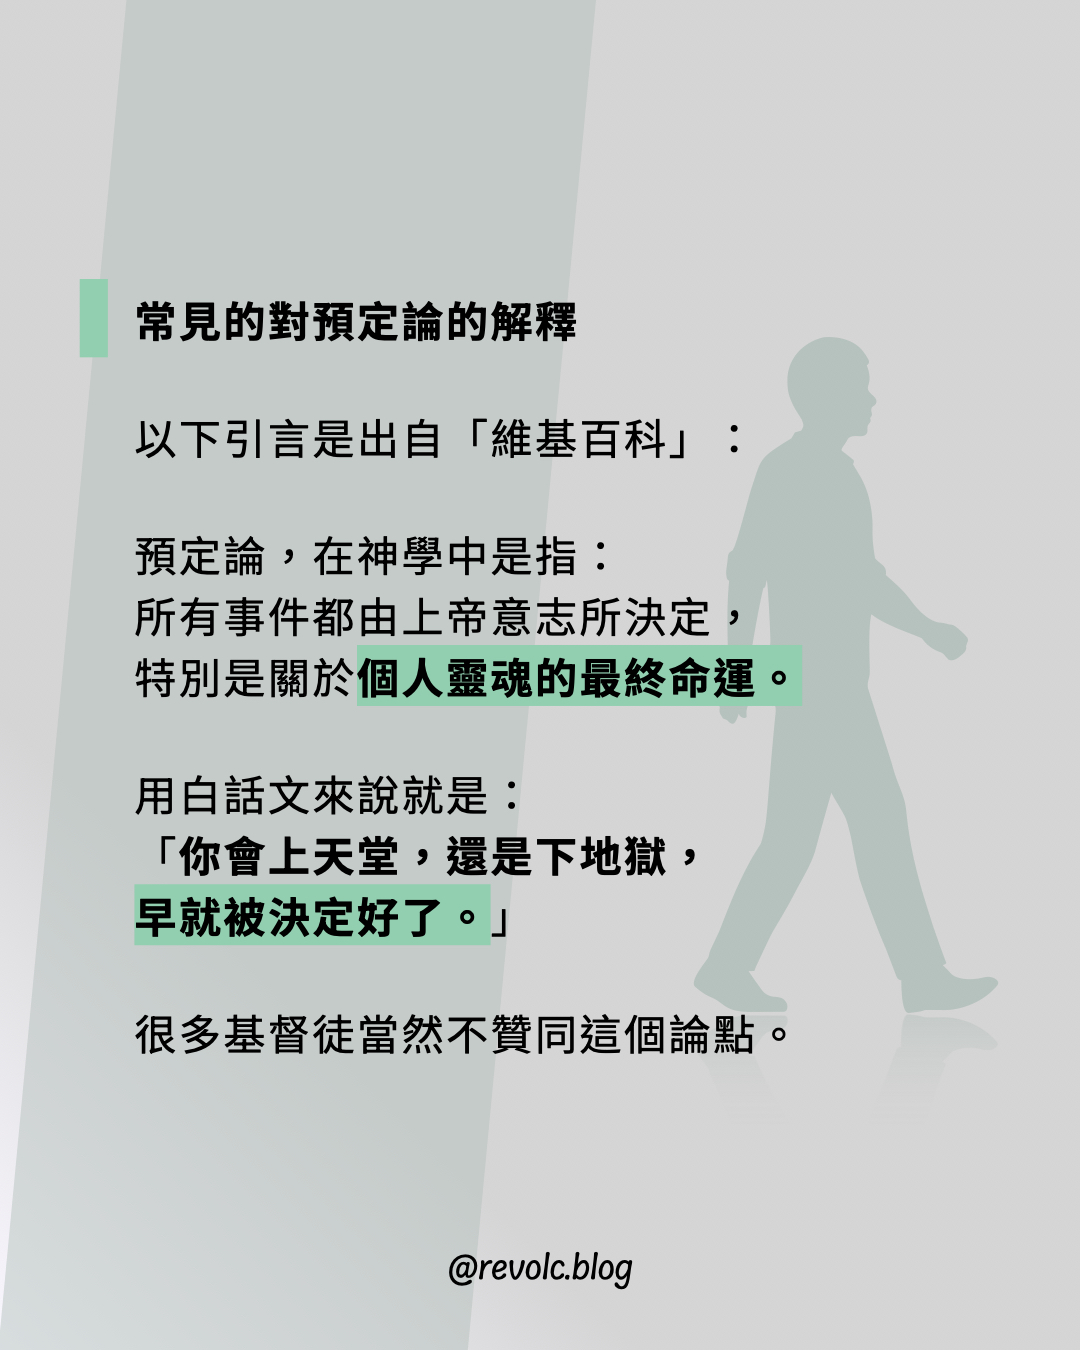 常見的對預定論的解釋
以下引言是出自「維基百科」：
預定論，在神學中是指：
所有事件都由上帝意志所決定，
特別是關於個人靈魂的最終命運。
用白話文來說就是：
「你會上天堂，還是下地獄，
早就被決定好了。」
很多基督徒當然不贊同這個論點。
@revolc.blog